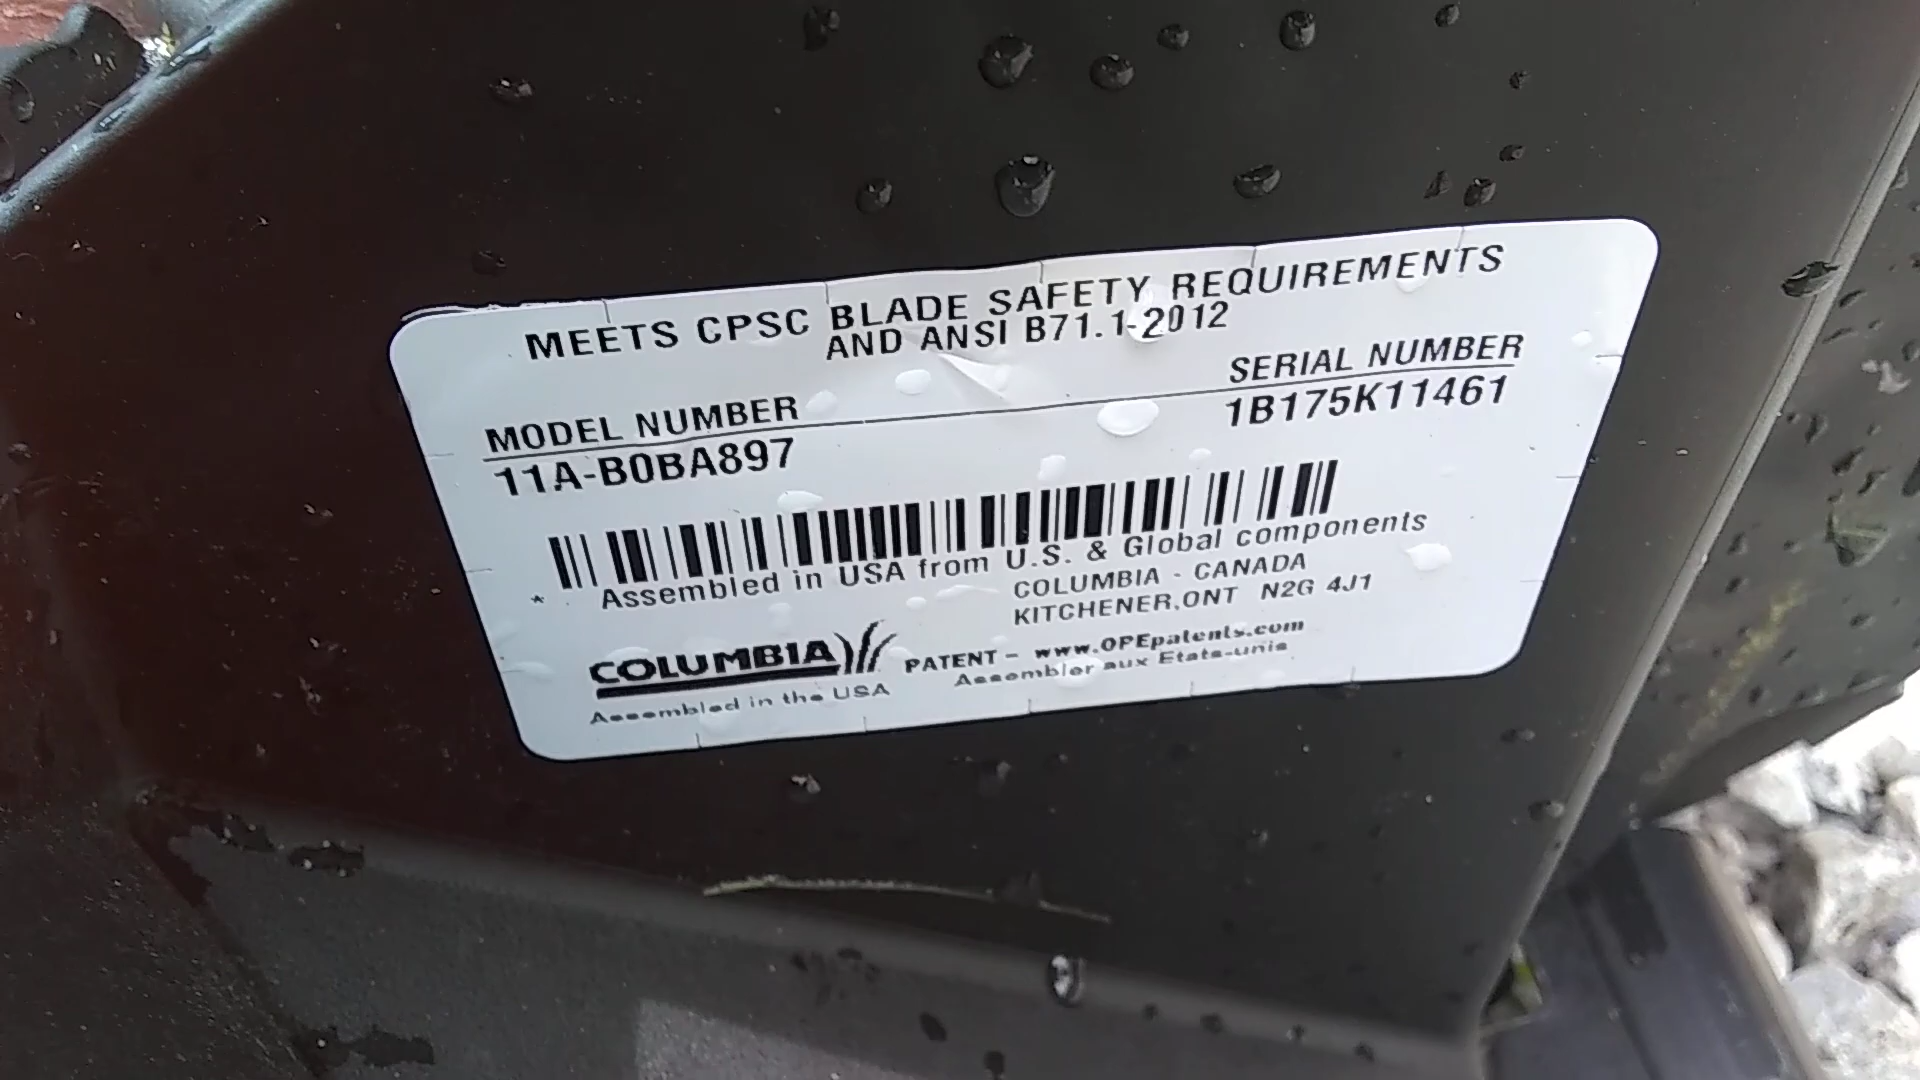 MEETS CPSC BLADE SAFETY REQUIREMENTS
AND ANSI B71.1-2012
MODEL NUMBER
11A-B0BA897
SERIAL NUMBER
1B175K11461
* Assembled in USA from U.S. & Global components
COLUMBIA - CANADA
KITCHENER, ONT N2G 4J1
COLUMBIA
PATENT - www.OPEpatents.com
Assembled in the USA
Assembler aux Etats-unis